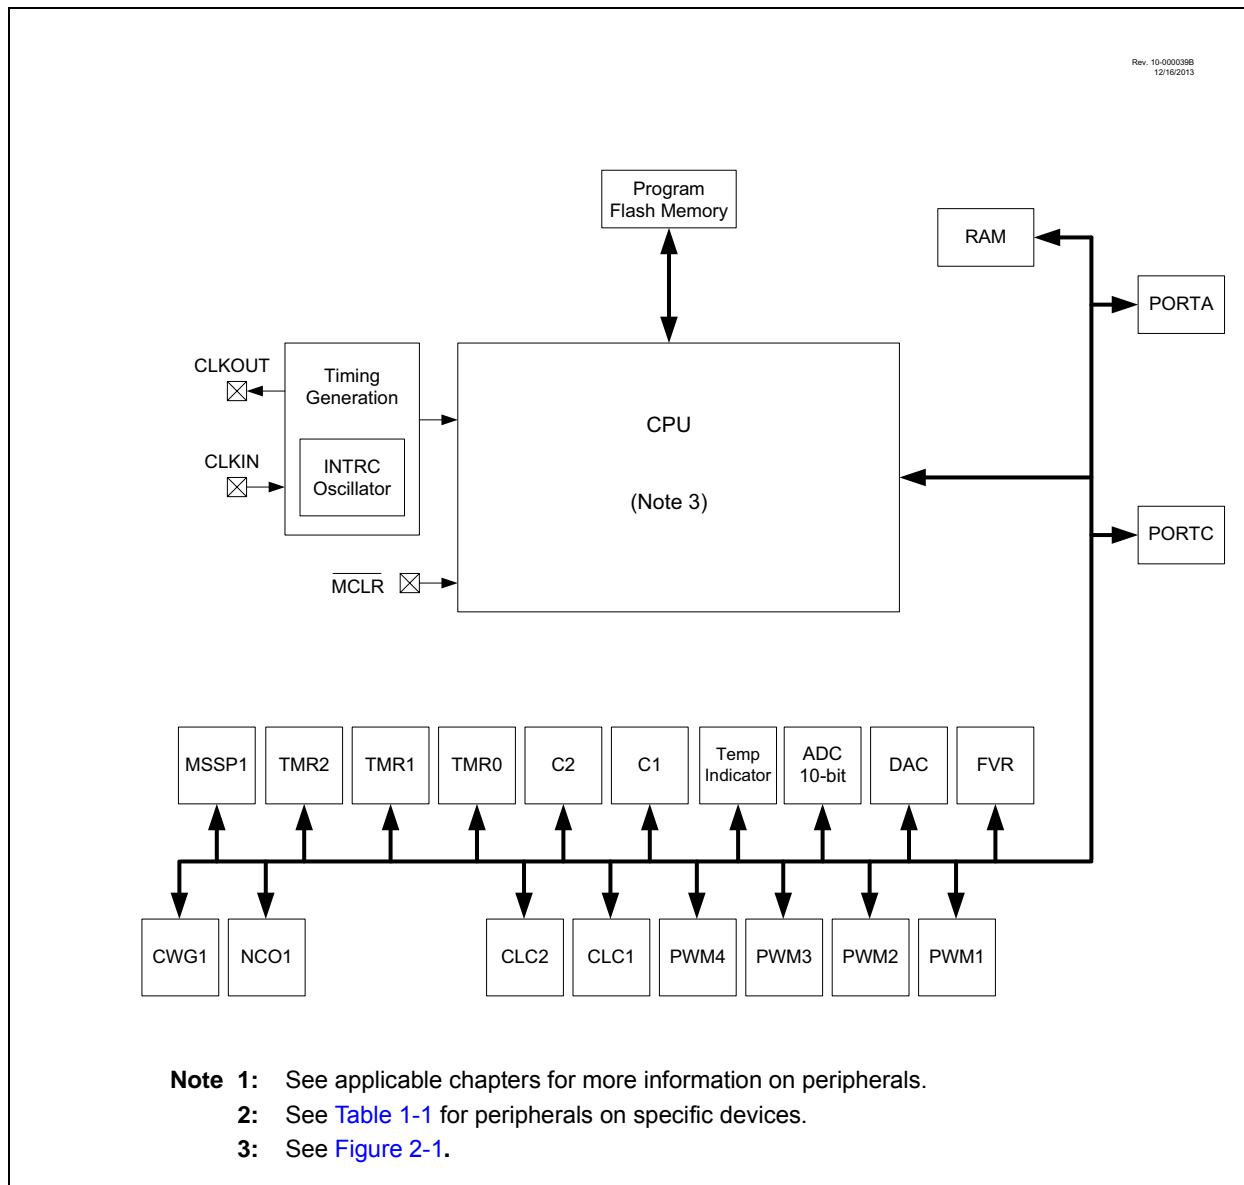 Rev. 10-000039B
12/16/2013
Program
Flash Memory
RAM
PORTA
CLKOUT
Timing
Generation
CPU
CLKIN
INTRC
Oscillator
(Note 3)
PORTC
MCLR
MSSP1
TMR2
TMR1
TMR0
C2
C1
Temp
Indicator
ADC
10-bit
DAC
FVR
CWG1
NCO1
CLC2
CLC1
PWM4
PWM3
PWM2
PWM1
Note 1: See applicable chapters for more information on peripherals.
2: See Table 1-1 for peripherals on specific devices.
3: See Figure 2-1.